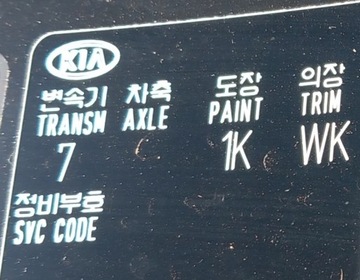 KIA
변속기 차축 도장 의장
TRANSM AXLE PAINT TRIM
7 1K WK
정비부호
SVC CODE